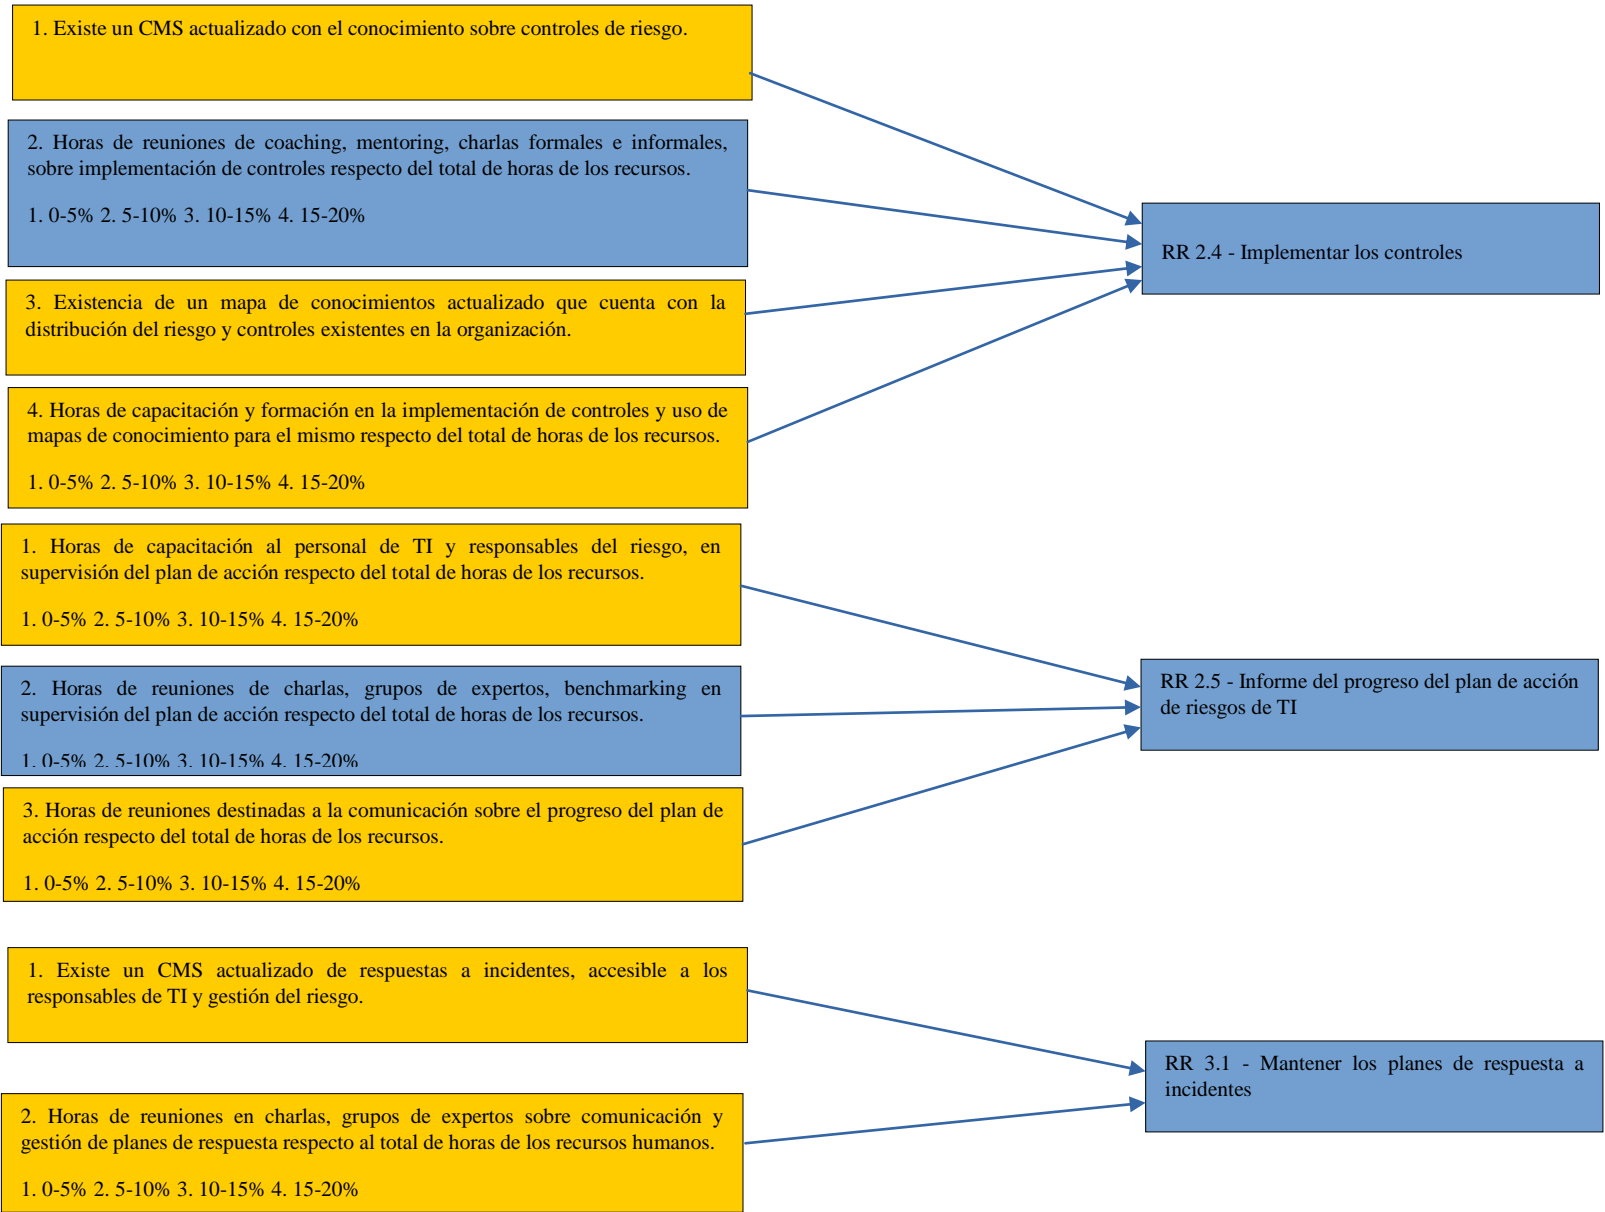 1. Existe un CMS actualizado con el conocimiento sobre controles de riesgo.
2. Horas de reuniones de coaching, mentoring, charlas formales e informales,
sobre implementación de controles respecto del total de horas de los recursos.
1. 0-5% 2. 5-10% 3. 10-15% 4. 15-20%
3. Existencia de un mapa de conocimientos actualizado que cuenta con la
distribución del riesgo y controles existentes en la organización.
4. Horas de capacitación y formación en la implementación de controles y uso de
mapas de conocimiento para el mismo respecto del total de horas de los recursos.
1. 0-5% 2. 5-10% 3. 10-15% 4. 15-20%
RR 2.4 - Implementar los controles
1. Horas de capacitación al personal de TI y responsables del riesgo, en
supervisión del plan de acción respecto del total de horas de los recursos.
1. 0-5% 2. 5-10% 3. 10-15% 4. 15-20%
2. Horas de reuniones de charlas, grupos de expertos, benchmarking en
supervisión del plan de acción respecto del total de horas de los recursos.
1. 0-5% 2. 5-10% 3. 10-15% 4. 15-20%
3. Horas de reuniones destinadas a la comunicación sobre el progreso del plan de
acción respecto del total de horas de los recursos.
1. 0-5% 2. 5-10% 3. 10-15% 4. 15-20%
RR 2.5 - Informe del progreso del plan de acción
de riesgos de TI
1. Existe un CMS actualizado de respuestas a incidentes, accesible a los
responsables de TI y gestión del riesgo.
2. Horas de reuniones en charlas, grupos de expertos sobre comunicación y
gestión de planes de respuesta respecto al total de horas de los recursos humanos.
1. 0-5% 2. 5-10% 3. 10-15% 4. 15-20%
RR 3.1 - Mantener los planes de respuesta a
incidentes